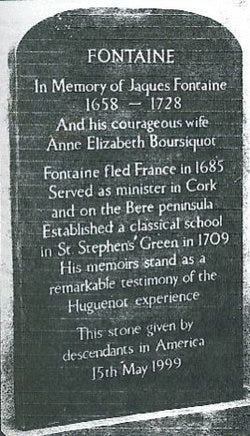 FONTAINE
In Memory of Jaques Fontaine
1658 – 1728
And his courageous wife
Anne Elizabeth Boursiquot
Fontaine fled France in 1685
Served as minister in Cork
and on the Bere peninsula
Established a classical school
in St. Stephens' Green in 1709
His memoirs stand as a
remarkable testimony of the
Huguenot experience
This stone given by
descendants in America
15th May 1999